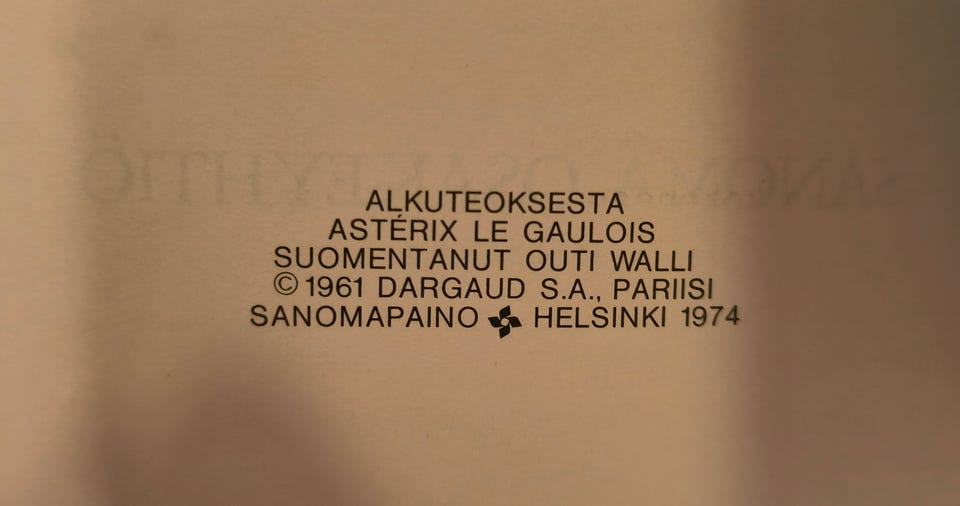 ALKUTEOKSESTA
ASTÉRIX LE GAULOIS
SUOMENTANUT OUTI WALLI
© 1961 DARGAUD S.A., PARIISI
SANOMAPAINO HELSINKI 1974